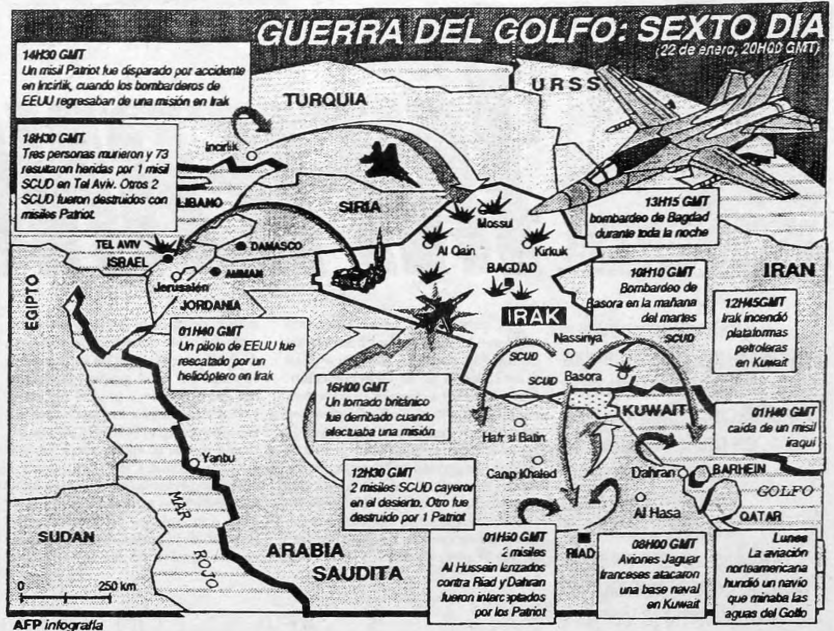 GUERRA DEL GOLFO: SEXTO DIA
(22 de enero, 20H00 GMT)
14H30 GMT
Un misil Patriot fue disparado por accidente
en Incirlik, cuando los bombarderos de
EEUU regresaban de una misión en Irak
18H30 GMT
Tres personas murieron y 73
resultaron heridas por 1 misil
SCUD en Tel Aviv. Otros 2
SCUD fueron destruidos con
misiles Patriot.
TURQUIA
URSS
Incirlik
LIBANO
SIRIA
TEL AVIV
ISRAEL
DAMASCO
AMMAN
Jerusalén
JORDANIA
EGIPTO
Mossul
Al Qain
Kirkuk
BAGDAD
IRAK
IRAN
13H15 GMT
bombardeo de Bagdad
durante toda la noche
10H10 GMT
Bombardeo de
Basora en la mañana
del martes
12H45GMT
Irak incendió
plataformas
petroleras
en Kuwait
01H40 GMT
Un piloto de EEUU fue
rescatado por un
helicóptero en Irak
16H00 GMT
Un tornado británico
fue derribado cuando
efectuaba una misión
Nassiriya
SCUD
SCUD
SCUD
Basora
KUWAIT
01H40 GMT
caída de un misil
iraquí
Hafr al Batin
Camp Khaled
Dahran
BARHEIN
Al Hasa
GOLFO
QATAR
Yanbu
MAR ROJO
SUDAN
ARABIA
SAUDITA
RIAD
12H30 GMT
2 misiles SCUD cayeron
en el desierto. Otro fue
destruido por 1 Patriot
01H50 GMT
2 misiles
Al Hussein lanzados
contra Riad y Dahran
fueron interceptados
por los Patriot
08H00 GMT
Aviones Jaguar
franceses atacaron
una base naval
en Kuwait
Lunes
La aviación
norteamericana
hundió un navío
que minaba las
aguas del Golfo
0 250 km
AFP infografía